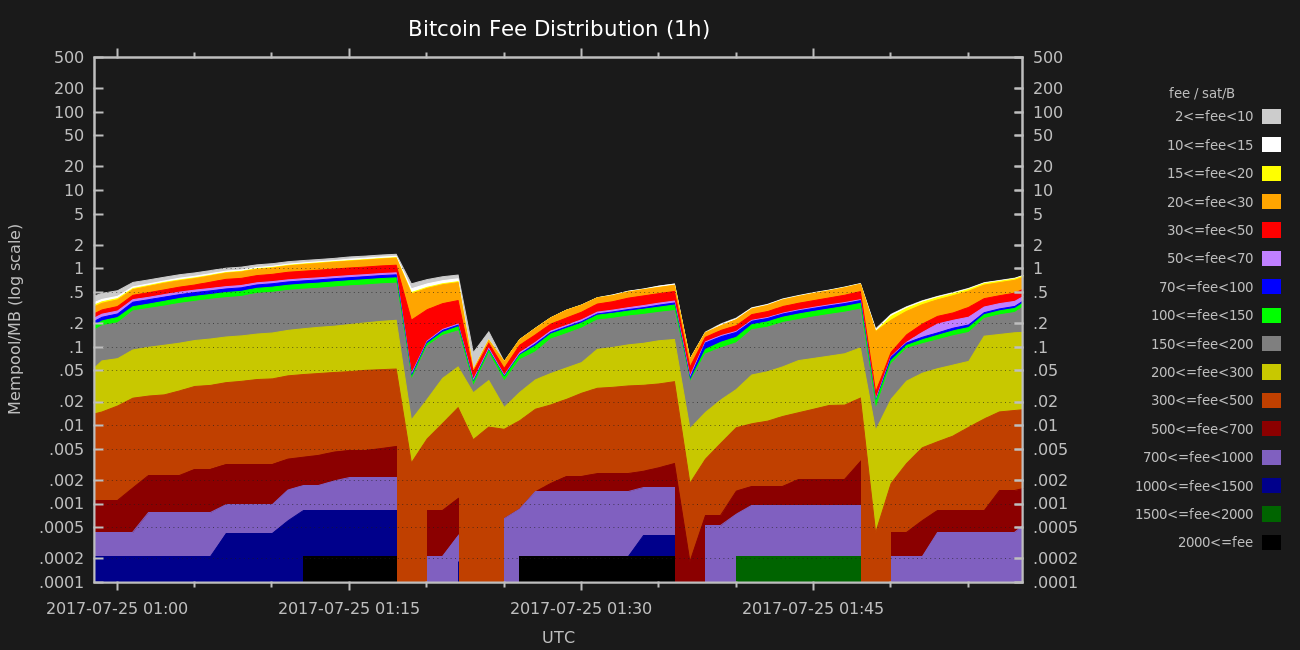 Bitcoin Fee Distribution (1h)
Mempool/MB (log scale)
500
200
100
50
20
10
5
2
1
.5
.2
.1
.05
.02
.01
.005
.002
.001
.0005
.0002
.0001
500
200
100
50
20
10
5
2
1
.5
.2
.1
.05
.02
.01
.005
.002
.001
.0005
.0002
.0001
fee / sat/B
2<=fee<10
10<=fee<15
15<=fee<20
20<=fee<30
30<=fee<50
50<=fee<70
70<=fee<100
100<=fee<150
150<=fee<200
200<=fee<300
300<=fee<500
500<=fee<700
700<=fee<1000
1000<=fee<1500
1500<=fee<2000
2000<=fee
2017-07-25 01:00 2017-07-25 01:15 2017-07-25 01:30 2017-07-25 01:45
UTC